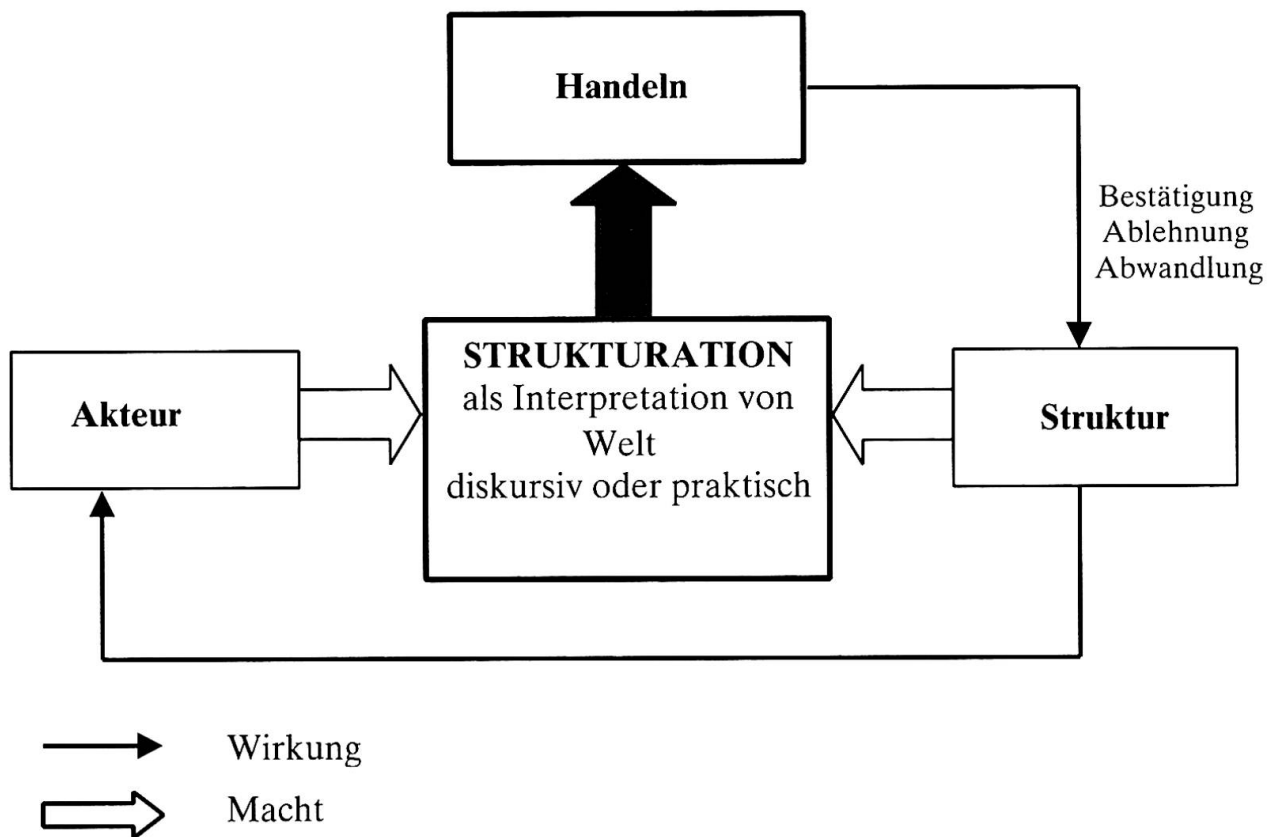 Handeln
Bestätigung
Ablehnung
Abwandlung
STRUKTURATION
als Interpretation von
Welt
diskursiv oder praktisch
Akteur
Struktur
Wirkung
Macht